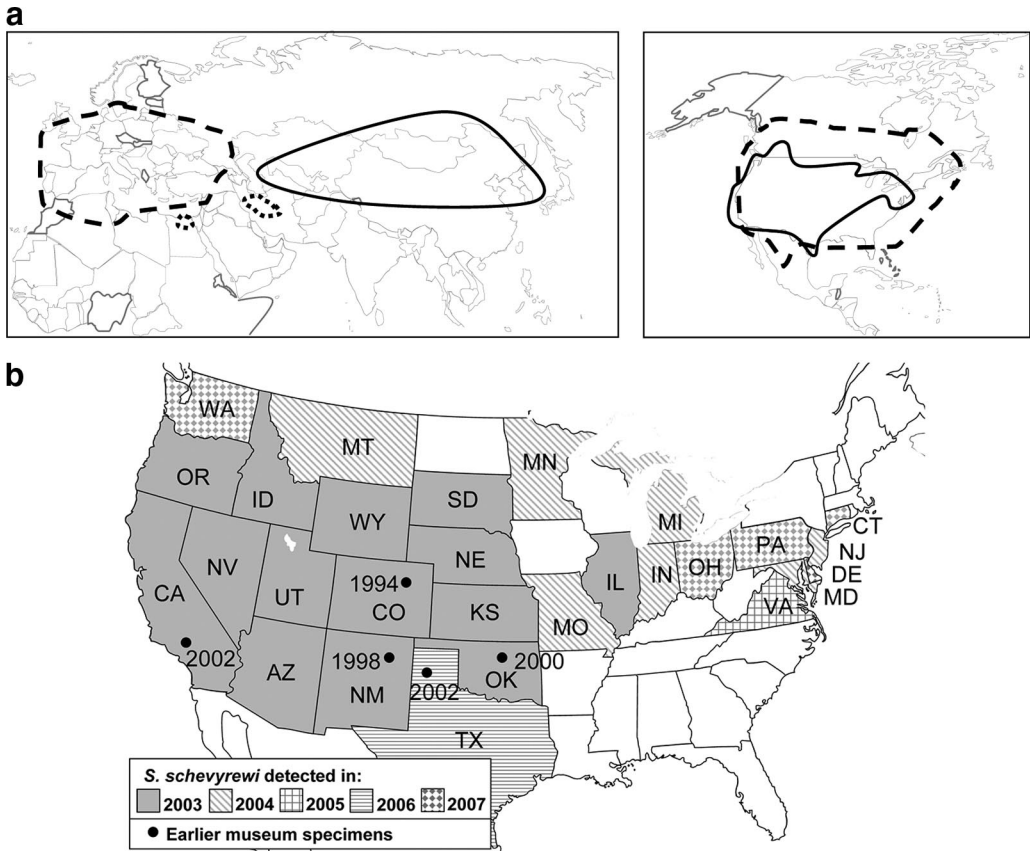 a
b
WA
MT
MN
OR
ID
SD
WY
MI
CT
PA
NJ
NE
IL
IN
OH
DE
NV
1994
CO
MD
CA
UT
KS
VA
MO
2002
AZ
1998
NM
2002
2000
OK
TX
S. schevyrewi detected in:
2003 2004 2005 2006 2007
Earlier museum specimens